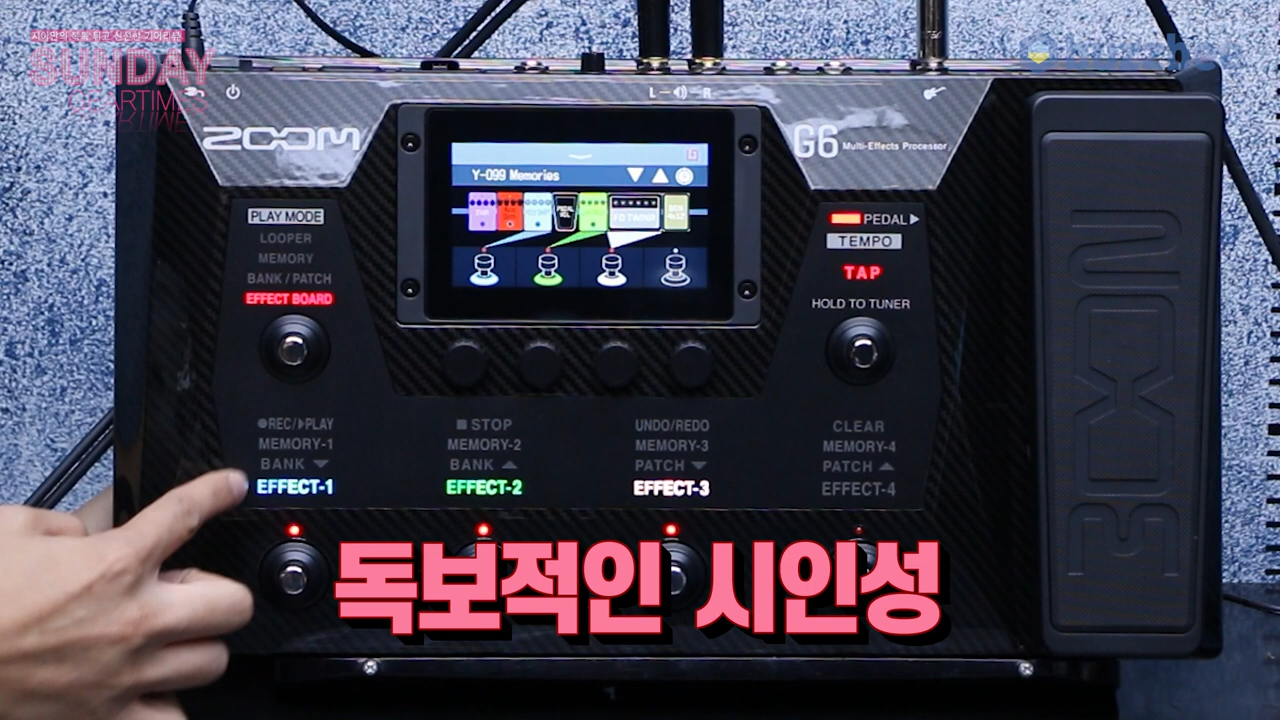 SUNDAY
GEARTIMES
L R
ZOOM
G6 Multi-Effects Processor
Y-099 Memories
PLAY MODE
LOOPER
MEMORY
BANK / PATCH
EFFECT BOARD
PEDAL
TEMPO
TAP
HOLD TO TUNER
REC/PLAY
STOP
UNDO/REDO
CLEAR
MEMORY-1
MEMORY-2
MEMORY-3
MEMORY-4
BANK
BANK
PATCH
PATCH
EFFECT-1
EFFECT-2
EFFECT-3
EFFECT-4
ZOOM
독보적인 시인성